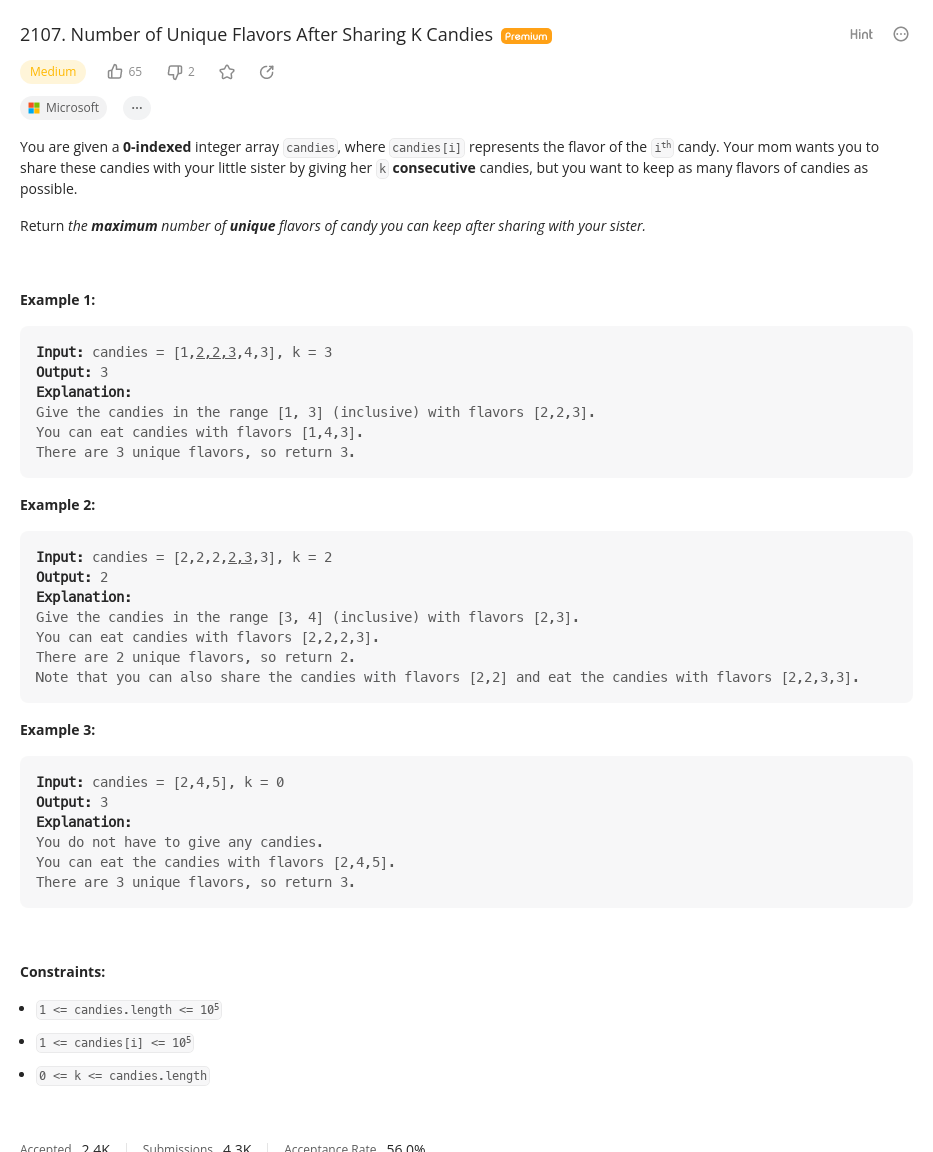 2107. Number of Unique Flavors After Sharing K Candies Premium Hint
Medium 65 2
Microsoft ...
You are given a 0-indexed integer array candies, where candies[i] represents the flavor of the ith candy. Your mom wants you to
share these candies with your little sister by giving her k consecutive candies, but you want to keep as many flavors of candies as
possible.
Return the maximum number of unique flavors of candy you can keep after sharing with your sister.
Example 1:
Input: candies = [1,2,2,3,4,3], k = 3
Output: 3
Explanation:
Give the candies in the range [1, 3] (inclusive) with flavors [2,2,3].
You can eat candies with flavors [1,4,3].
There are 3 unique flavors, so return 3.
Example 2:
Input: candies = [2,2,2,2,3,3], k = 2
Output: 2
Explanation:
Give the candies in the range [3, 4] (inclusive) with flavors [2,3].
You can eat candies with flavors [2,2,2,3].
There are 2 unique flavors, so return 2.
Note that you can also share the candies with flavors [2,2] and eat the candies with flavors [2,2,3,3].
Example 3:
Input: candies = [2,4,5], k = 0
Output: 3
Explanation:
You do not have to give any candies.
You can eat the candies with flavors [2,4,5].
There are 3 unique flavors, so return 3.
Constraints:
1 <= candies.length <= 10⁵
1 <= candies[i] <= 10⁵
0 <= k <= candies.length
Accepted 2.4K Submissions 4.3K Acceptance Rate 56.0%